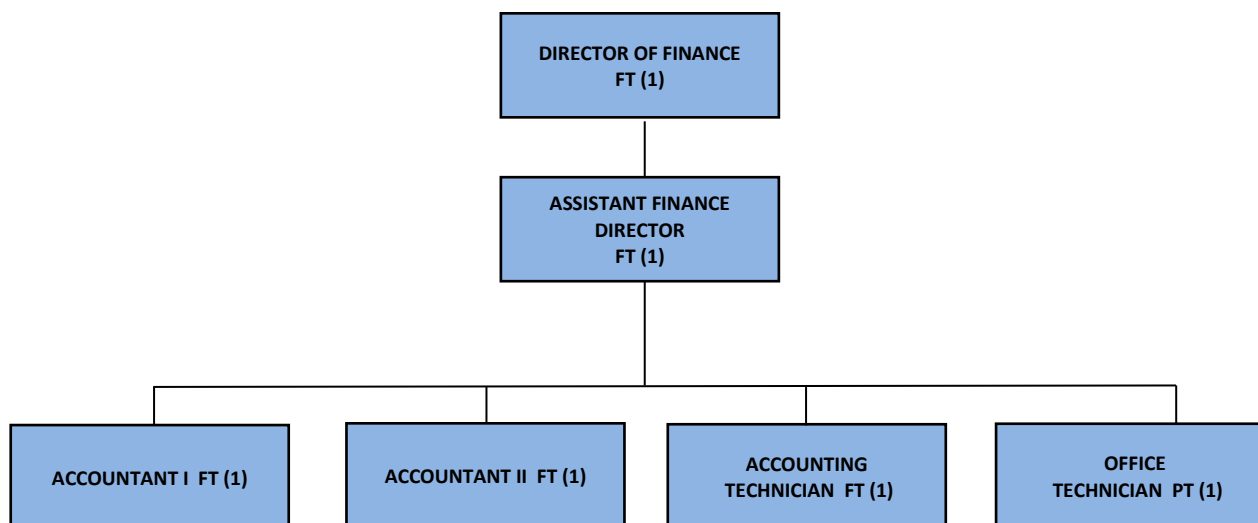 DIRECTOR OF FINANCE
FT (1)
ASSISTANT FINANCE
DIRECTOR
FT (1)
ACCOUNTANT I  FT (1)
ACCOUNTANT II  FT (1)
ACCOUNTING
TECHNICIAN  FT (1)
OFFICE
TECHNICIAN  PT (1)